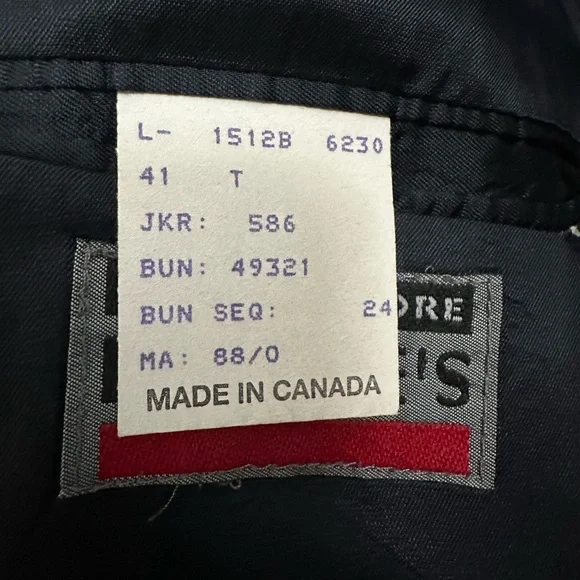 L- 1512B 6230
41 T
JKR: 586
BUN: 49321
BUN SEQ: 24
MA: 88/0
MADE IN CANADA
ORE
'S